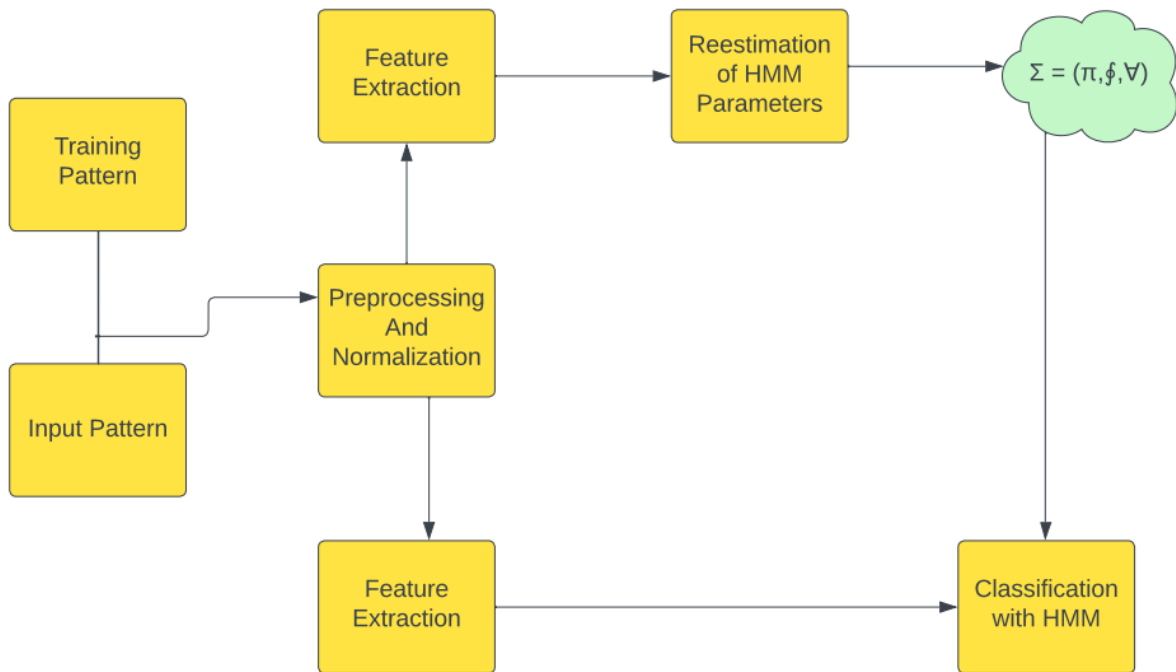 Feature
Extraction
Reestimation
of HMM
Parameters
Σ = (π,∮,∀)
Training
Pattern
Preprocessing
And
Normalization
Input Pattern
Feature
Extraction
Classification
with HMM